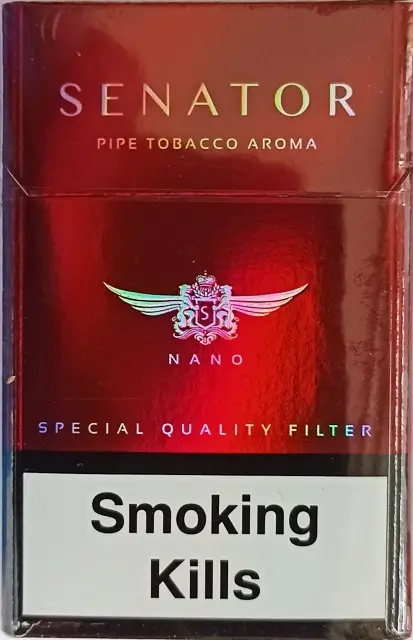 SENATOR
PIPE TOBACCO AROMA
S
NANO
SPECIAL QUALITY FILTER
Smoking
Kills